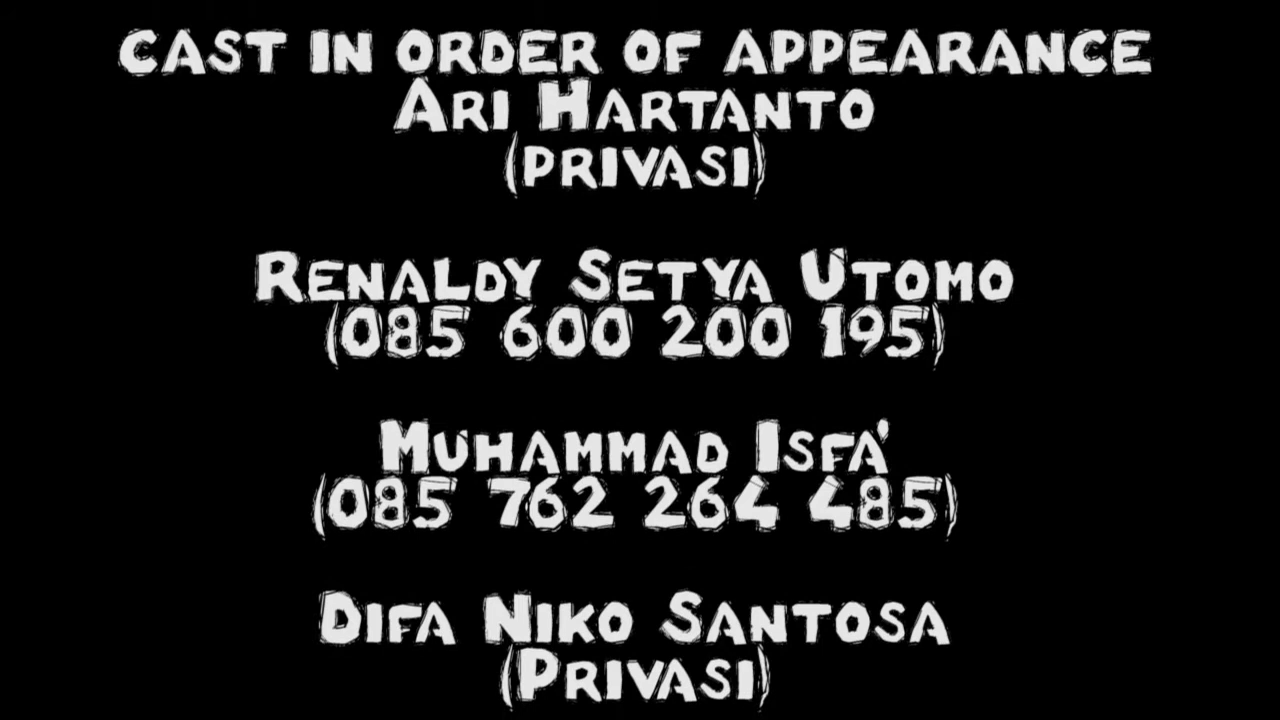 CAST IN ORDER OF APPEARANCE
ARI HARTANTO
(PRIVASI)
RENALDY SETYA UTOMO
(085 600 200 195)
MUHAMMAD ISFA'
(085 762 264 485)
DIFA NIKO SANTOSA
(PRIVASI)